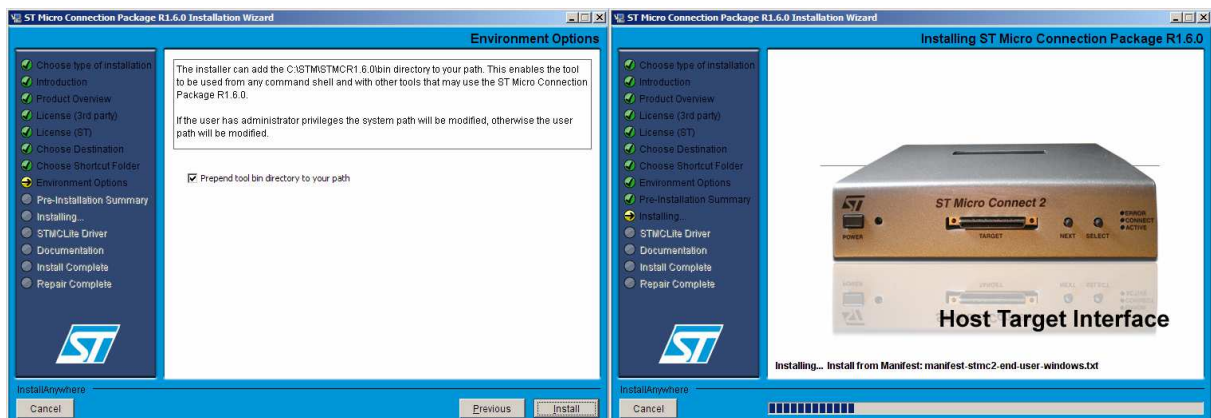 ST Micro Connection Package R1.6.0 Installation Wizard
Environment Options
Choose type of installation
Introduction
Product Overview
License (3rd party)
License (ST)
Choose Destination
Choose Shortcut Folder
Environment Options
Pre-Installation Summary
Installing...
STMCLite Driver
Documentation
Install Complete
Repair Complete
The installer can add the C:\STM\STMCR1.6.0\bin directory to your path. This enables the tool
to be used from any command shell and with other tools that may use the ST Micro Connection
Package R1.6.0.
If the user has administrator privileges the system path will be modified, otherwise the user
path will be modified.
Prepend tool bin directory to your path
ST
InstallAnywhere
Cancel
Previous
Install
ST Micro Connection Package R1.6.0 Installation Wizard
Installing ST Micro Connection Package R1.6.0
Choose type of installation
Introduction
Product Overview
License (3rd party)
License (ST)
Choose Destination
Choose Shortcut Folder
Environment Options
Pre-Installation Summary
Installing...
STMCLite Driver
Documentation
Install Complete
Repair Complete
ST
ST Micro Connect 2
POWER
TARGET
NEXT
SELECT
ERROR
CONNECT
ACTIVE
Host Target Interface
Installing... Install from Manifest: manifest-stmc2-end-user-windows.txt
ST
InstallAnywhere
Cancel